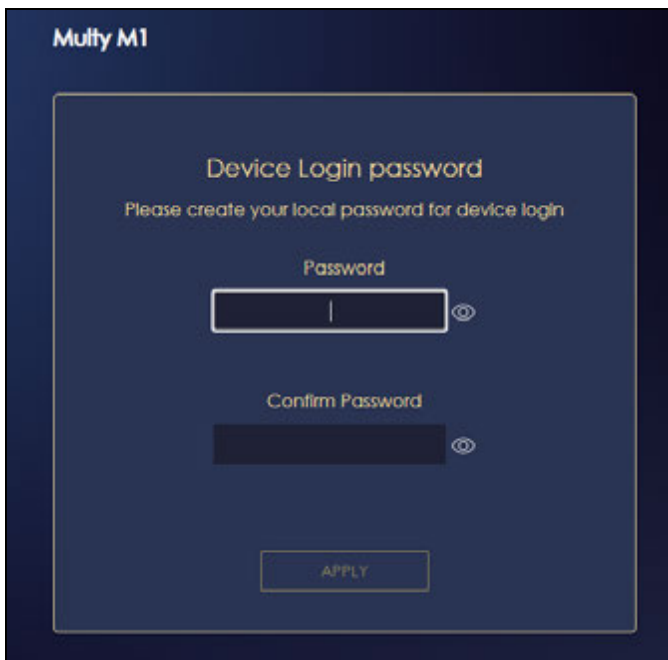 Multy M1
Device Login password
Please create your local password for device login
Password
Confirm Password
APPLY